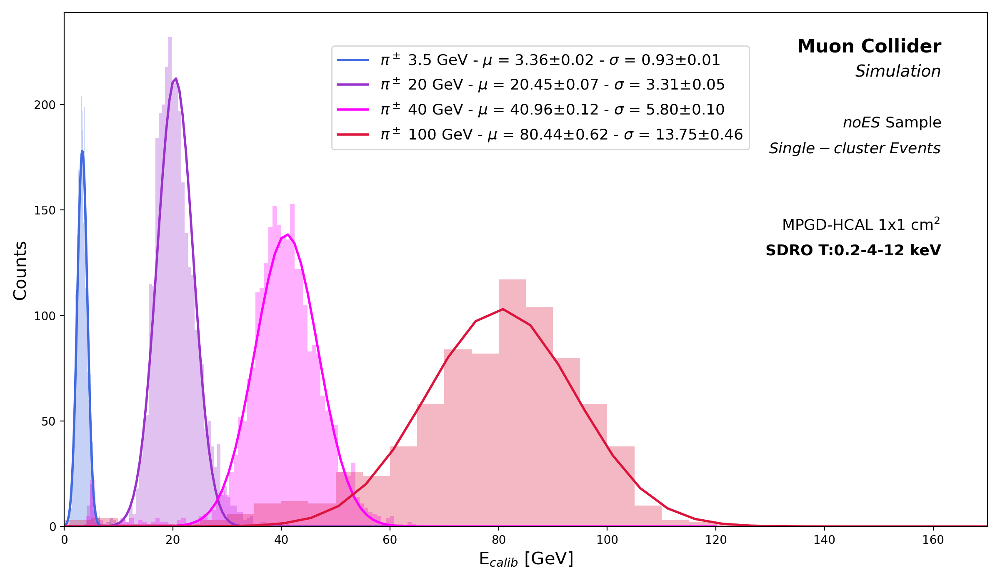 Muon Collider
Simulation
π± 3.5 GeV - μ = 3.36±0.02 - σ = 0.93±0.01
π± 20 GeV - μ = 20.45±0.07 - σ = 3.31±0.05
π± 40 GeV - μ = 40.96±0.12 - σ = 5.80±0.10
π± 100 GeV - μ = 80.44±0.62 - σ = 13.75±0.46
noES Sample
Single−cluster Events
MPGD-HCAL 1x1 cm²
SDRO T:0.2-4-12 keV
Counts
200
150
100
50
0
0 20 40 60 80 100 120 140 160
E_calib [GeV]